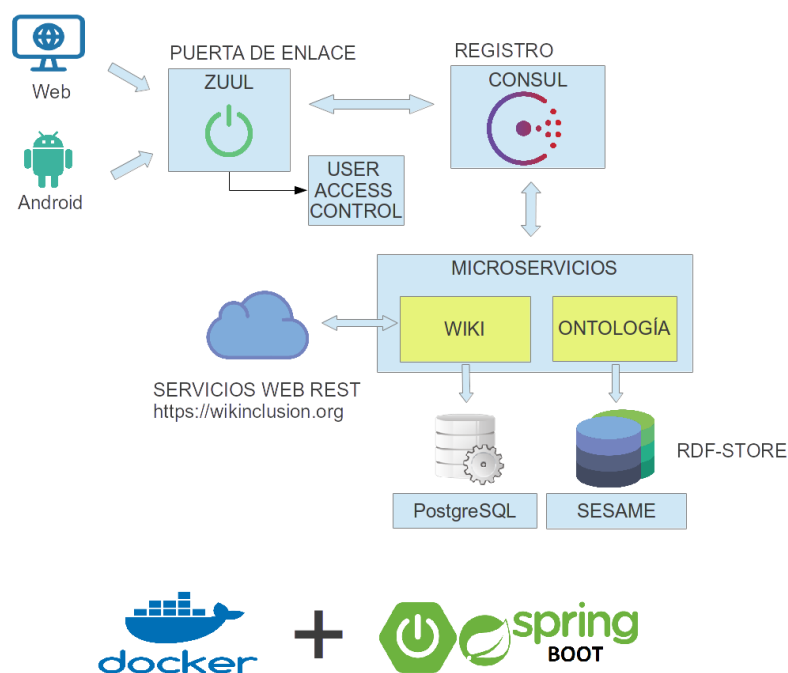 PUERTA DE ENLACE
REGISTRO
ZUUL
CONSUL
Web
USER
ACCESS
CONTROL
Android
MICROSERVICIOS
WIKI
ONTOLOGÍA
SERVICIOS WEB REST
https://wikinclusion.org
RDF-STORE
PostgreSQL
SESAME
docker
+
spring
BOOT